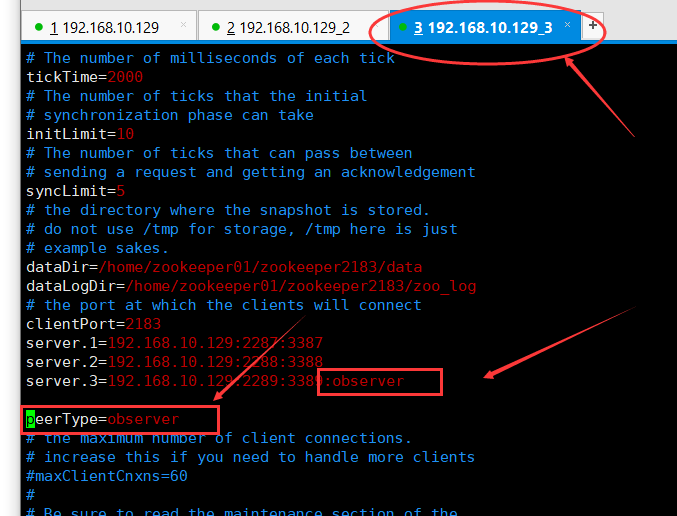 1 192.168.10.129 × 2 192.168.10.129_2 3 192.168.10.129_3 × +
# The number of milliseconds of each tick
tickTime=2000
# The number of ticks that the initial
# synchronization phase can take
initLimit=10
# The number of ticks that can pass between
# sending a request and getting an acknowledgement
syncLimit=5
# the directory where the snapshot is stored.
# do not use /tmp for storage, /tmp here is just
# example sakes.
dataDir=/home/zookeeper01/zookeeper2183/data
dataLogDir=/home/zookeeper01/zookeeper2183/zoo_log
# the port at which the clients will connect
clientPort=2183
server.1=192.168.10.129:2287:3387
server.2=192.168.10.129:2288:3388
server.3=192.168.10.129:2289:3389:observer
peerType=observer
# the maximum number of client connections.
# increase this if you need to handle more clients
#maxClientCnxns=60
#
# Be sure to read the maintenance section of the